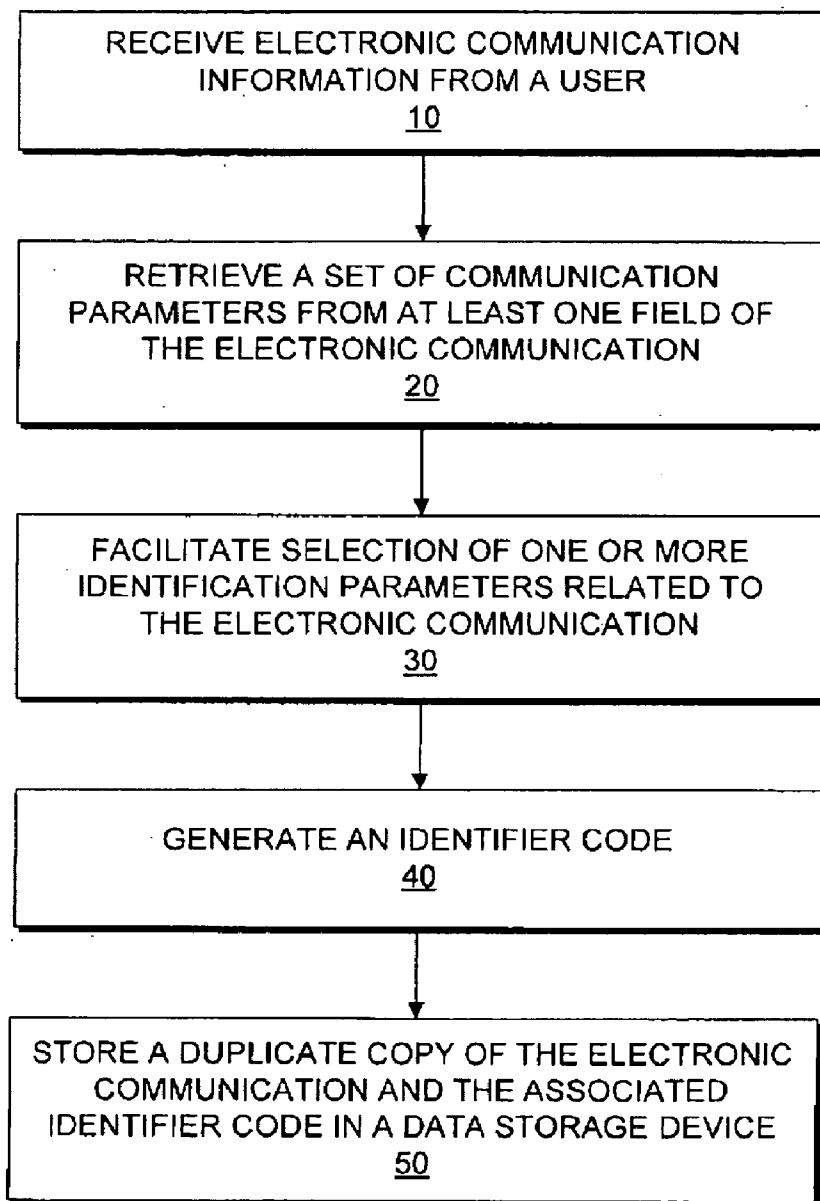 RECEIVE ELECTRONIC COMMUNICATION
INFORMATION FROM A USER
10
RETRIEVE A SET OF COMMUNICATION
PARAMETERS FROM AT LEAST ONE FIELD OF
THE ELECTRONIC COMMUNICATION
20
FACILITATE SELECTION OF ONE OR MORE
IDENTIFICATION PARAMETERS RELATED TO
THE ELECTRONIC COMMUNICATION
30
GENERATE AN IDENTIFIER CODE
40
STORE A DUPLICATE COPY OF THE ELECTRONIC
COMMUNICATION AND THE ASSOCIATED
IDENTIFIER CODE IN A DATA STORAGE DEVICE
50